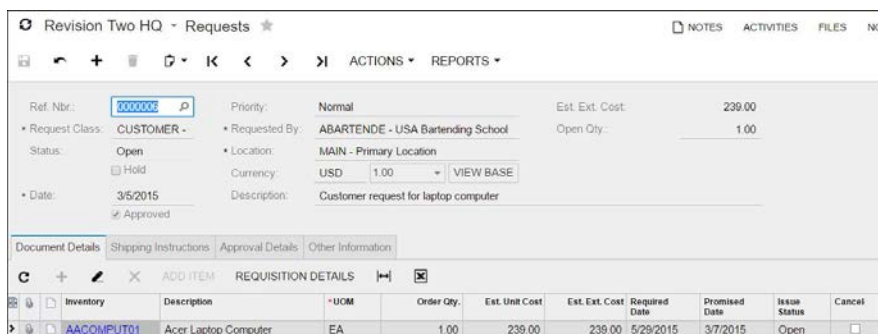 Revision Two HQ - Requests NOTES ACTIVITIES FILES NO
ACTIONS REPORTS
Ref. Nbr.: 0000006 Priority: Normal Est. Ext. Cost: 239.00
* Request Class: CUSTOMER - * Requested By: ABARTENDE - USA Bartending School Open Qty.: 1.00
Status: Open * Location: MAIN - Primary Location
Hold Currency: USD 1.00 VIEW BASE
* Date: 3/5/2015 Description: Customer request for laptop computer
Approved
Document Details Shipping Instructions Approval Details Other Information
ADD ITEM REQUISITION DETAILS
Inventory Description *UOM Order Qty. Est. Unit Cost Est. Ext. Cost Required Date Promised Date Issue Status Cancel
AACOMPUT01 Acer Laptop Computer EA 1.00 239.00 239.00 5/29/2015 3/7/2015 Open